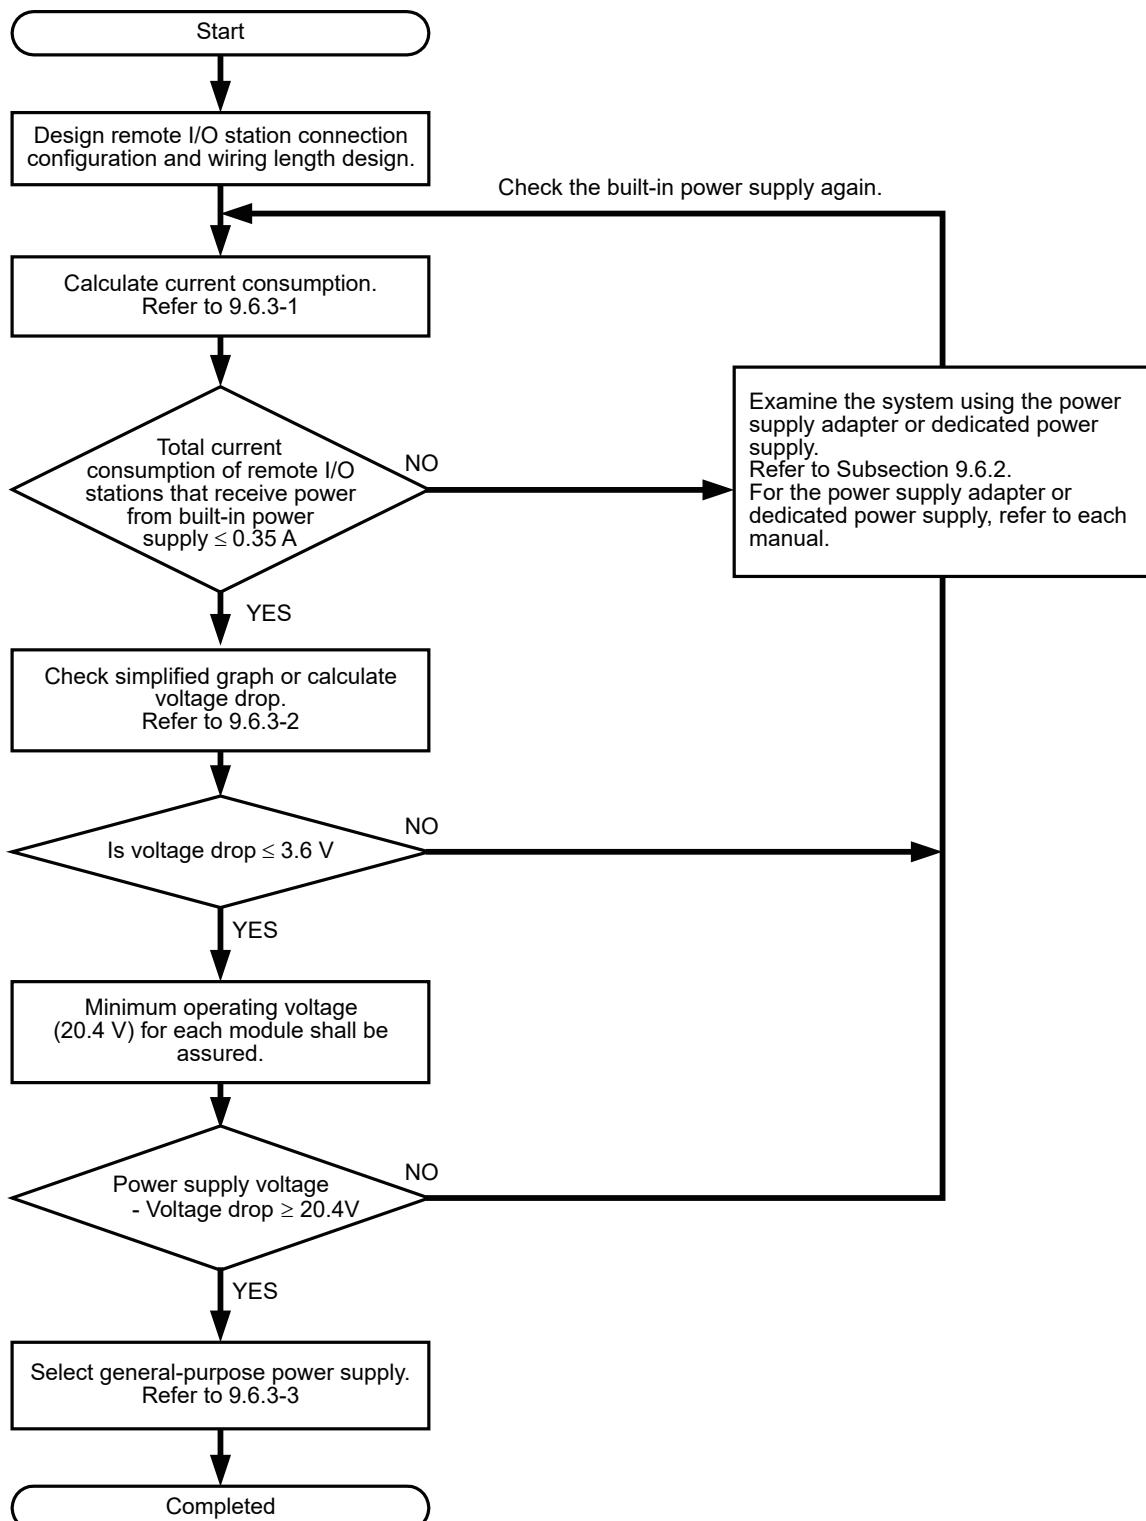 Start
Design remote I/O station connection
configuration and wiring length design.
Check the built-in power supply again.
Calculate current consumption.
Refer to 9.6.3-1
Total current
consumption of remote I/O
stations that receive power
from built-in power
supply ≤ 0.35 A
NO
Examine the system using the power
supply adapter or dedicated power
supply.
Refer to Subsection 9.6.2.
For the power supply adapter or
dedicated power supply, refer to each
manual.
YES
Check simplified graph or calculate
voltage drop.
Refer to 9.6.3-2
Is voltage drop ≤ 3.6 V
NO
YES
Minimum operating voltage
(20.4 V) for each module shall be
assured.
Power supply voltage
- Voltage drop ≥ 20.4V
NO
YES
Select general-purpose power supply.
Refer to 9.6.3-3
Completed